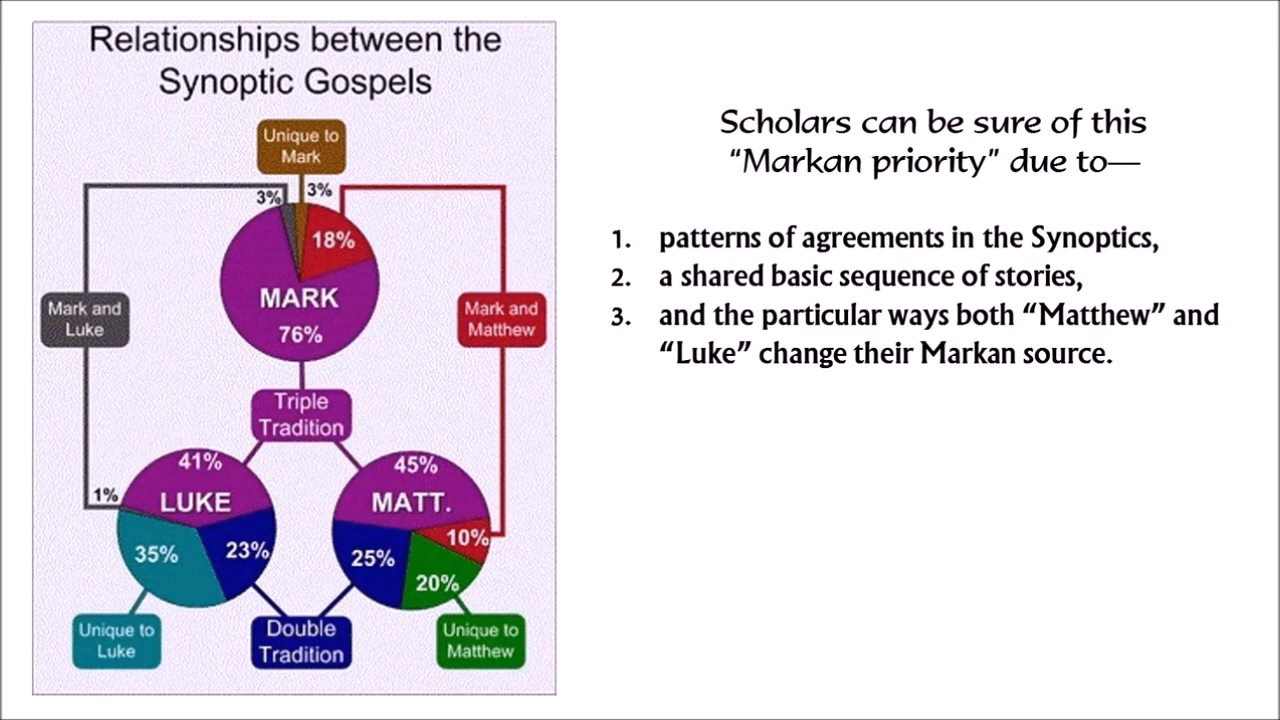 Relationships between the
Synoptic Gospels
Unique to
Mark
3%
3%
18%
MARK
76%
Mark and
Luke
Mark and
Matthew
Triple
Tradition
41%
LUKE
1%
35%
23%
45%
MATT.
10%
25%
20%
Unique to
Luke
Double
Tradition
Unique to
Matthew
Scholars can be sure of this
“Markan priority” due to—
1. patterns of agreements in the Synoptics,
2. a shared basic sequence of stories,
3. and the particular ways both “Matthew” and
“Luke” change their Markan source.